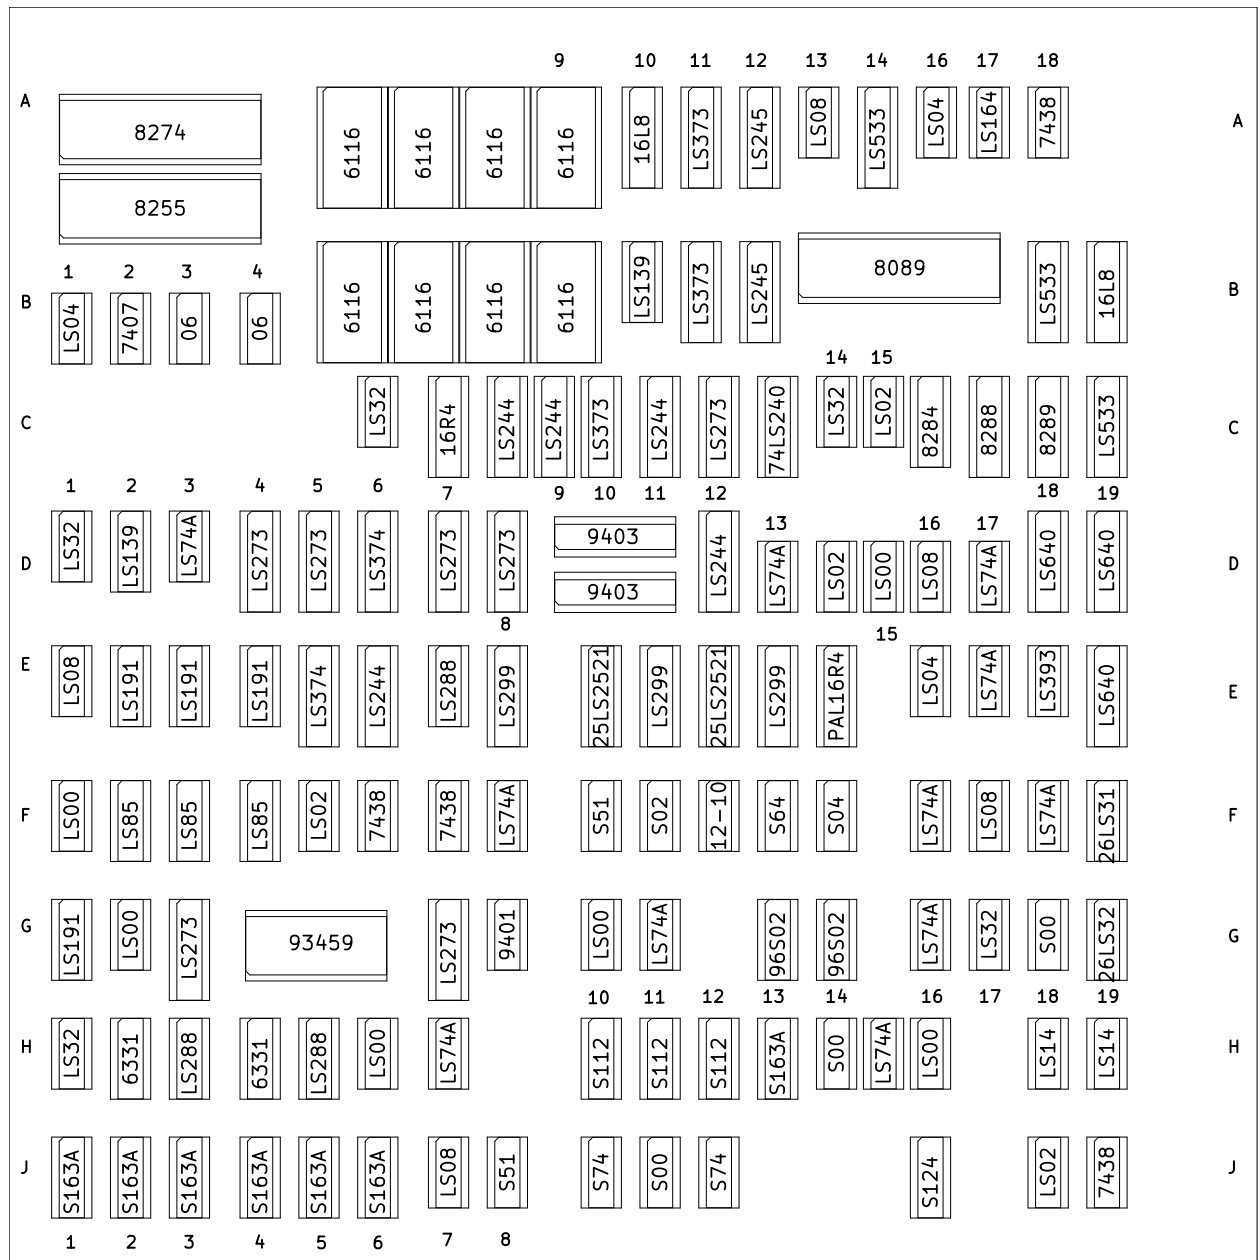 9 10 11 12 13 14 16 17 18
A 8274 6116 6116 6116 6116 16L8 LS373 LS245 LS08 LS533 LS04 LS164 7438 A
8255
1 2 3 4
B LS04 7407 06 06 6116 6116 6116 6116 LS139 LS373 LS245 8089 LS533 16L8 B
14 15
C LS32 16R4 LS244 LS244 LS373 LS244 LS273 74LS240 LS32 LS02 8284 8288 8289 LS533 C
1 2 3 4 5 6 7 9 10 11 12 18 19
13 16 17
D LS32 LS139 LS74A LS273 LS273 LS374 LS273 LS273 9403 LS244 LS74A LS02 LS00 LS08 LS74A LS640 LS640 D
9403
8 15
E LS08 LS191 LS191 LS191 LS374 LS244 LS288 LS299 25LS2521 LS299 25LS2521 LS299 PAL16R4 LS04 LS74A LS393 LS640 E
F LS00 LS85 LS85 LS85 LS02 7438 7438 LS74A S51 S02 12-10 S64 S04 LS74A LS08 LS74A 26LS31 F
G LS191 LS00 LS273 93459 LS273 9401 LS00 LS74A 96S02 96S02 LS74A LS32 S00 26LS32 G
10 11 12 13 14 16 17 18 19
H LS32 6331 LS288 6331 LS288 LS00 LS74A S112 S112 S112 S163A S00 LS74A LS00 LS14 LS14 H
J S163A S163A S163A S163A S163A S163A LS08 S51 S74 S00 S74 S124 LS02 7438 J
1 2 3 4 5 6 7 8